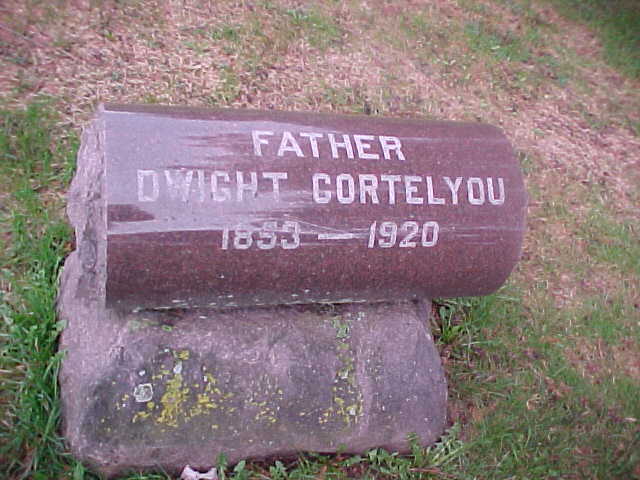 FATHER
DWIGHT CORTELYOU
1853 — 1920